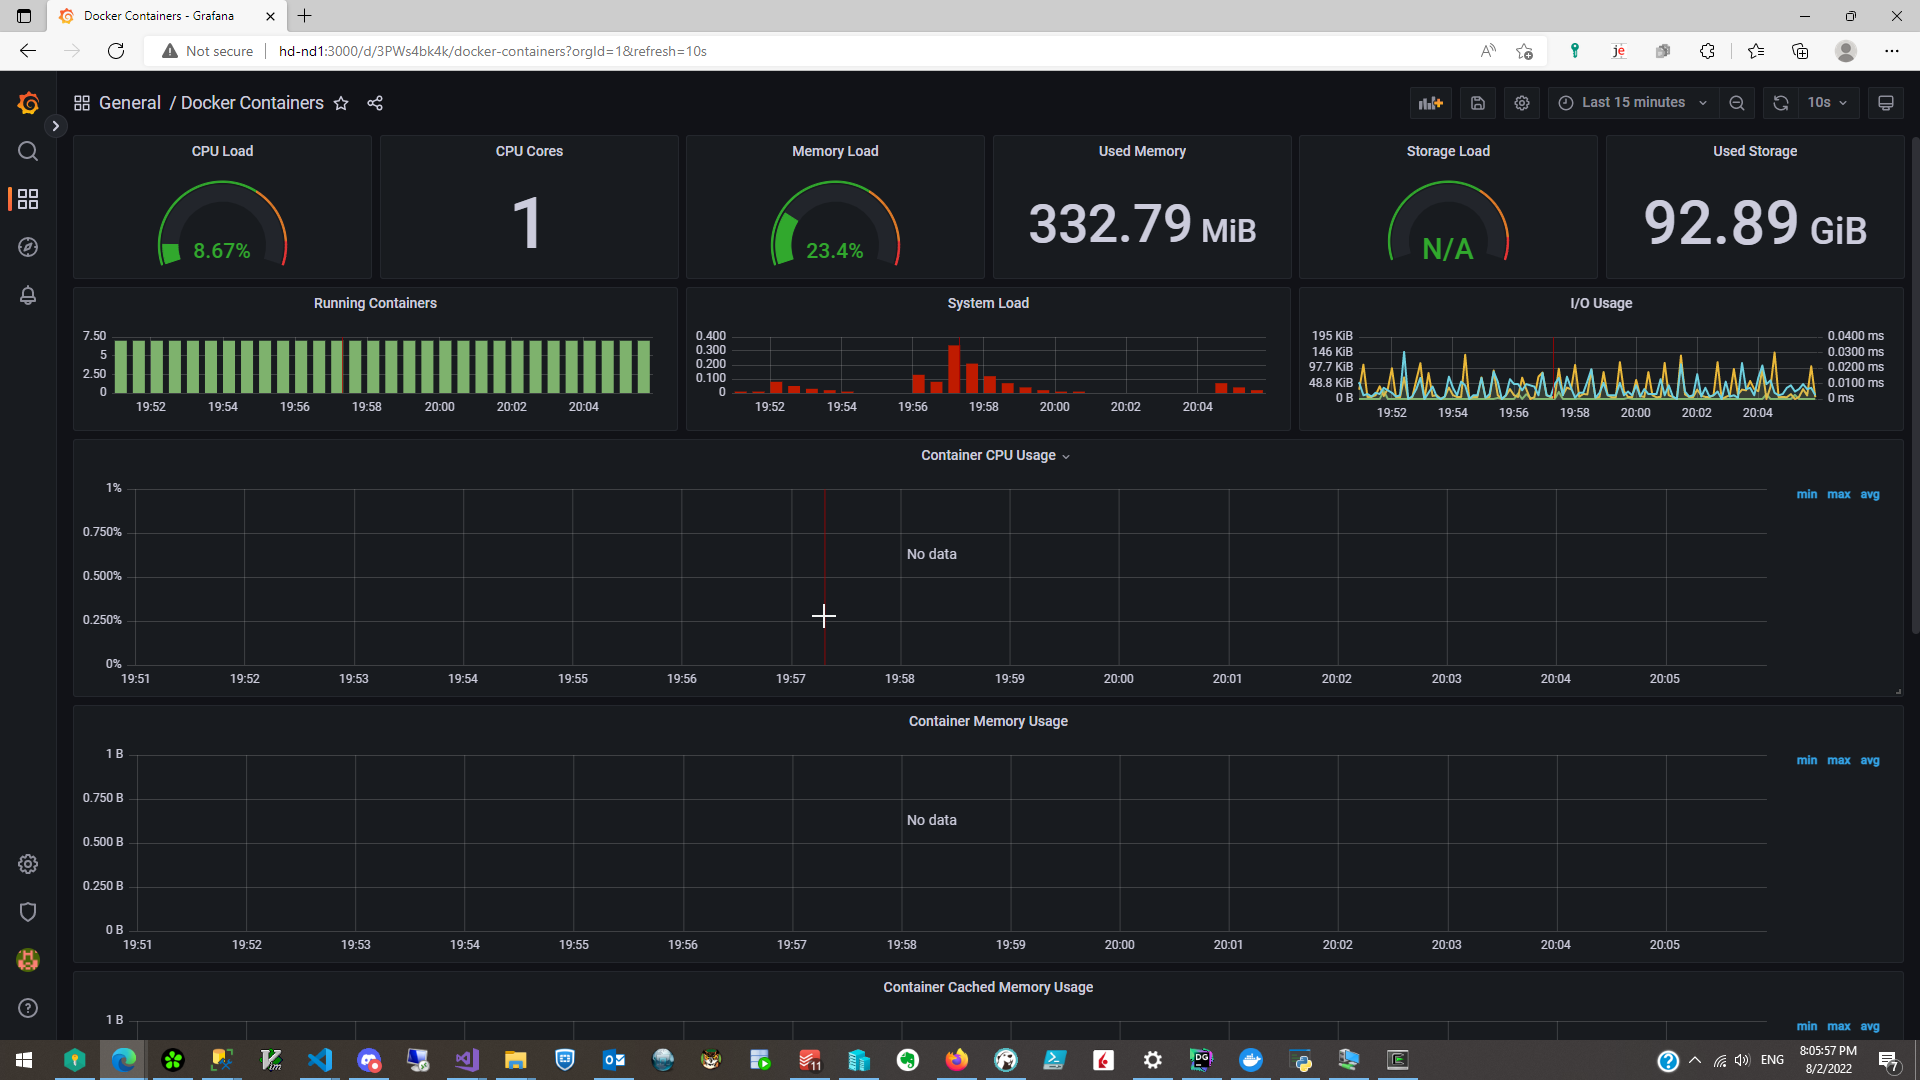 Docker Containers - Grafana
Not secure
hd-nd1:3000/d/3PWs4bk4k/docker-containers?orgId=1&refresh=10s
General / Docker Containers
Last 15 minutes
10s
CPU Load
8.67%
CPU Cores
1
Memory Load
23.4%
Used Memory
332.79 MiB
Storage Load
N/A
Used Storage
92.89 GiB
Running Containers
7.50
5
2.50
0
19:52 19:54 19:56 19:58 20:00 20:02 20:04
System Load
0.400
0.300
0.200
0.100
0
19:52 19:54 19:56 19:58 20:00 20:02 20:04
I/O Usage
195 KiB 0.0400 ms
146 KiB 0.0300 ms
97.7 KiB 0.0200 ms
48.8 KiB 0.0100 ms
0 B 0 ms
19:52 19:54 19:56 19:58 20:00 20:02 20:04
Container CPU Usage
min max avg
1%
0.750%
0.500%
0.250%
0%
No data
19:51 19:52 19:53 19:54 19:55 19:56 19:57 19:58 19:59 20:00 20:01 20:02 20:03 20:04 20:05
Container Memory Usage
min max avg
1 B
0.750 B
0.500 B
0.250 B
0 B
No data
19:51 19:52 19:53 19:54 19:55 19:56 19:57 19:58 19:59 20:00 20:01 20:02 20:03 20:04 20:05
Container Cached Memory Usage
1 B
min max avg
11
DG
ENG
8:05:57 PM
8/2/2022
7